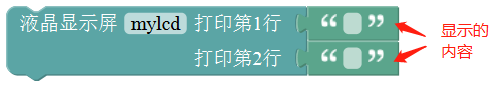 液晶显示屏 mylcd 打印第1行 “ ”
打印第2行 “ ”
显示的
内容